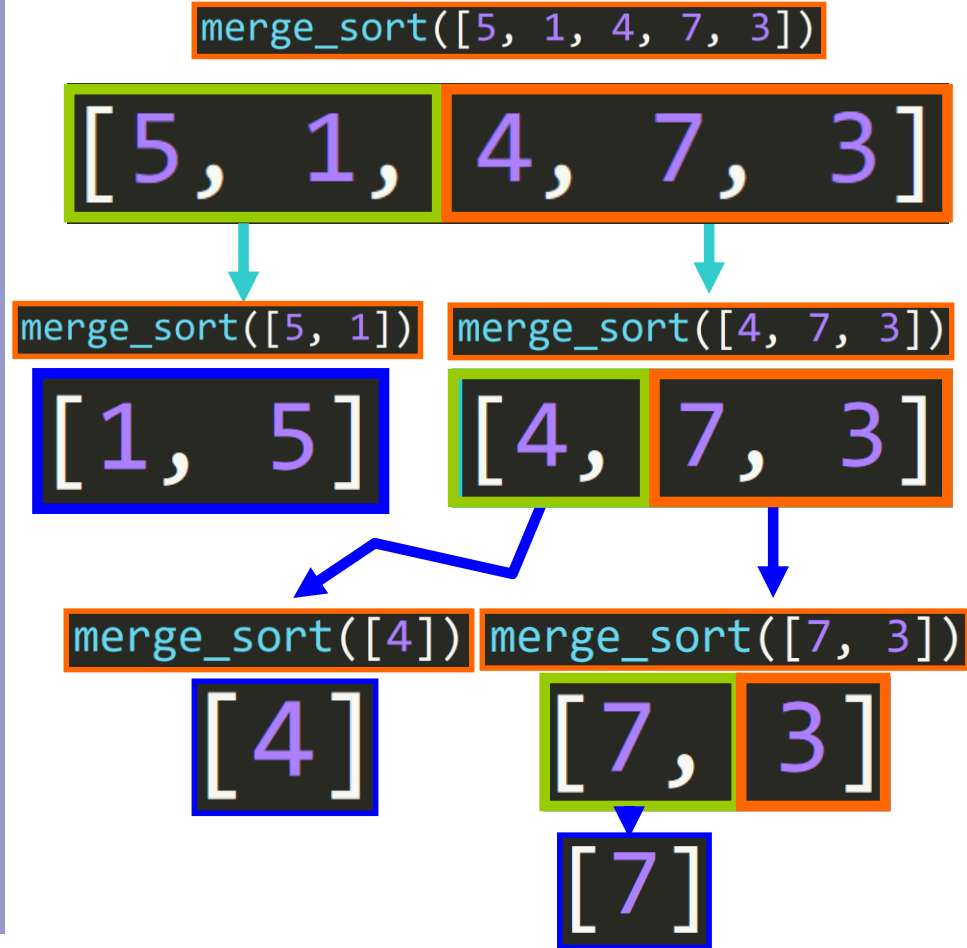 merge_sort([5, 1, 4, 7, 3])
[5, 1, 4, 7, 3]
merge_sort([5, 1])
merge_sort([4, 7, 3])
[1, 5]
[4, 7, 3]
merge_sort([4])
merge_sort([7, 3])
[4]
[7, 3]
[7]